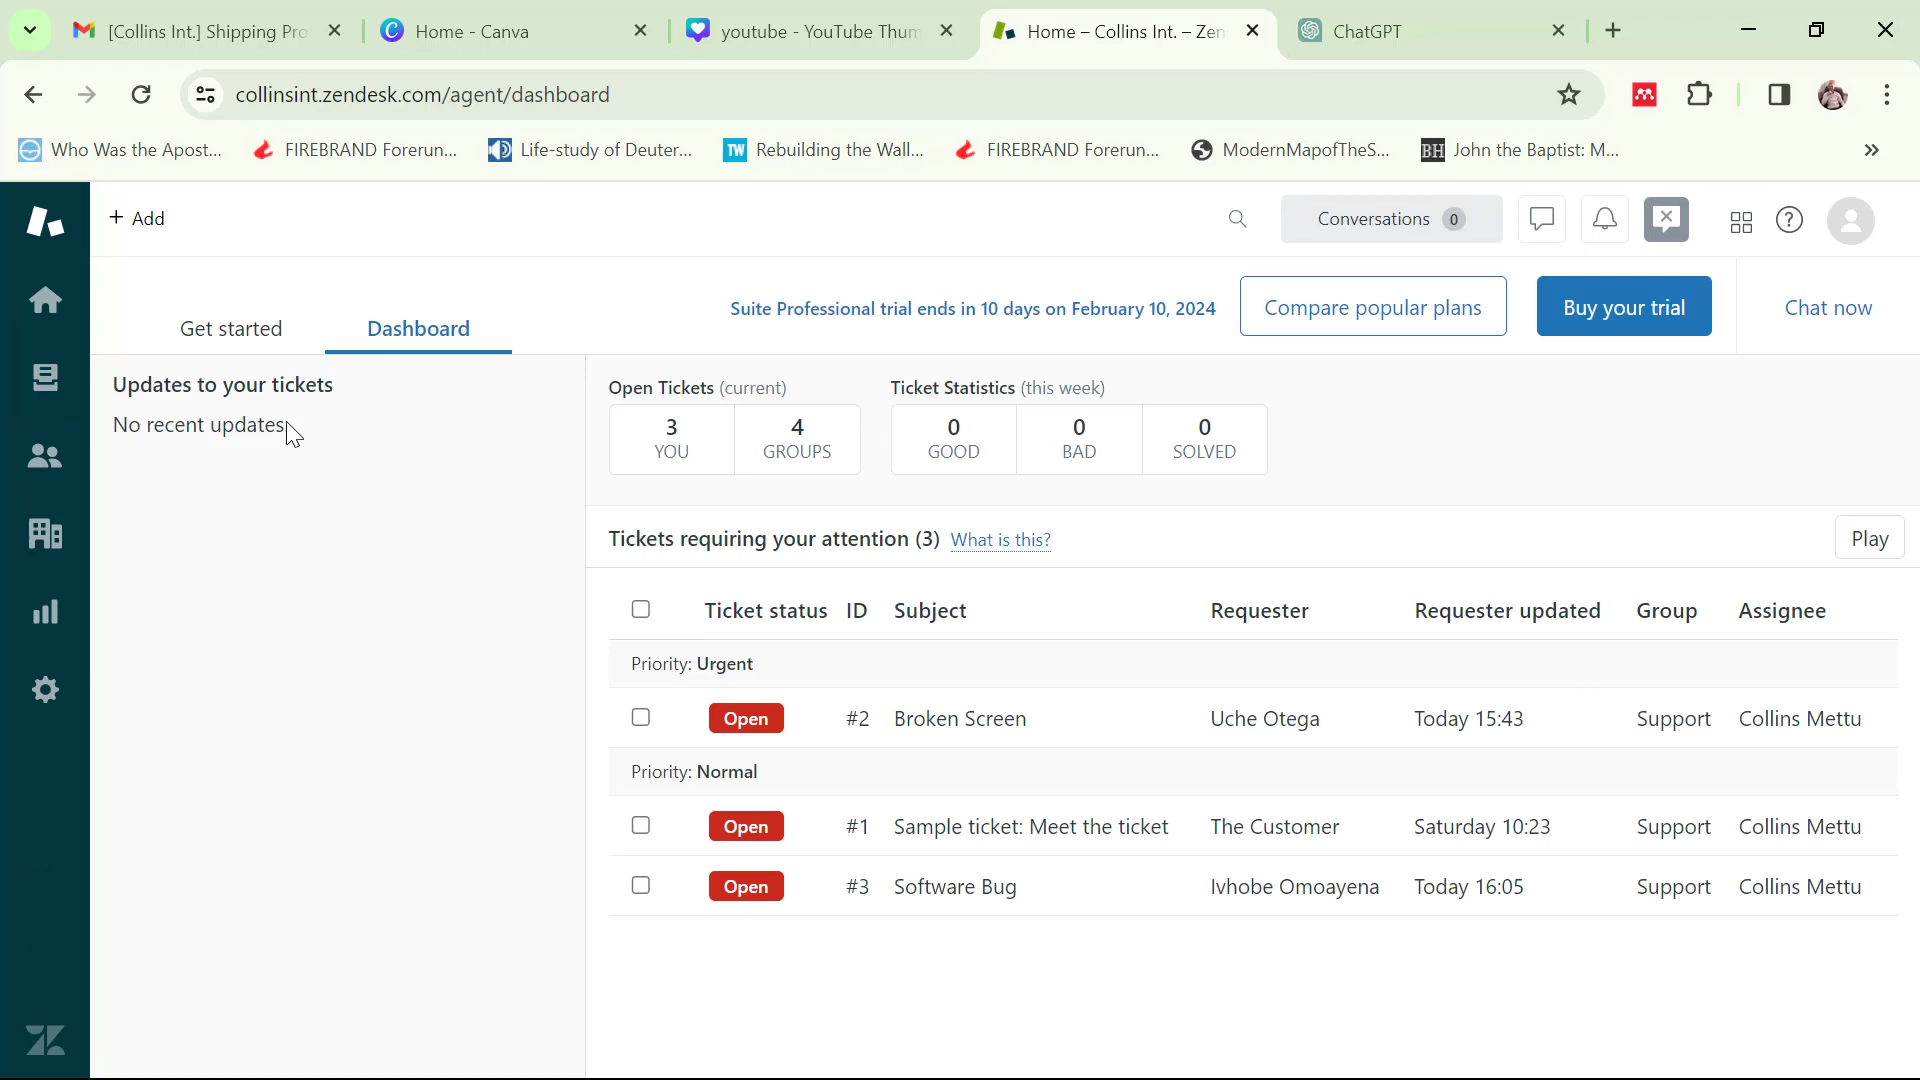 [Collins Int.] Shipping Pro
Home - Canva
youtube - YouTube Thum
Home – Collins Int. – Zen
ChatGPT
collinsint.zendesk.com/agent/dashboard
Who Was the Apost...
FIREBRAND Forerun...
Life-study of Deuter...
TW Rebuilding the Wall...
FIREBRAND Forerun...
ModernMapofTheS...
BH John the Baptist: M...
+ Add
Conversations 0
Get started
Dashboard
Suite Professional trial ends in 10 days on February 10, 2024
Compare popular plans
Buy your trial
Chat now
Updates to your tickets
No recent updates
Open Tickets (current)
3 4
YOU GROUPS
Ticket Statistics (this week)
0 0 0
GOOD BAD SOLVED
Tickets requiring your attention (3) What is this?
Play
Ticket status ID Subject Requester Requester updated Group Assignee
Priority: Urgent
Open #2 Broken Screen Uche Otega Today 15:43 Support Collins Mettu
Priority: Normal
Open #1 Sample ticket: Meet the ticket The Customer Saturday 10:23 Support Collins Mettu
Open #3 Software Bug Ivhobe Omoayena Today 16:05 Support Collins Mettu